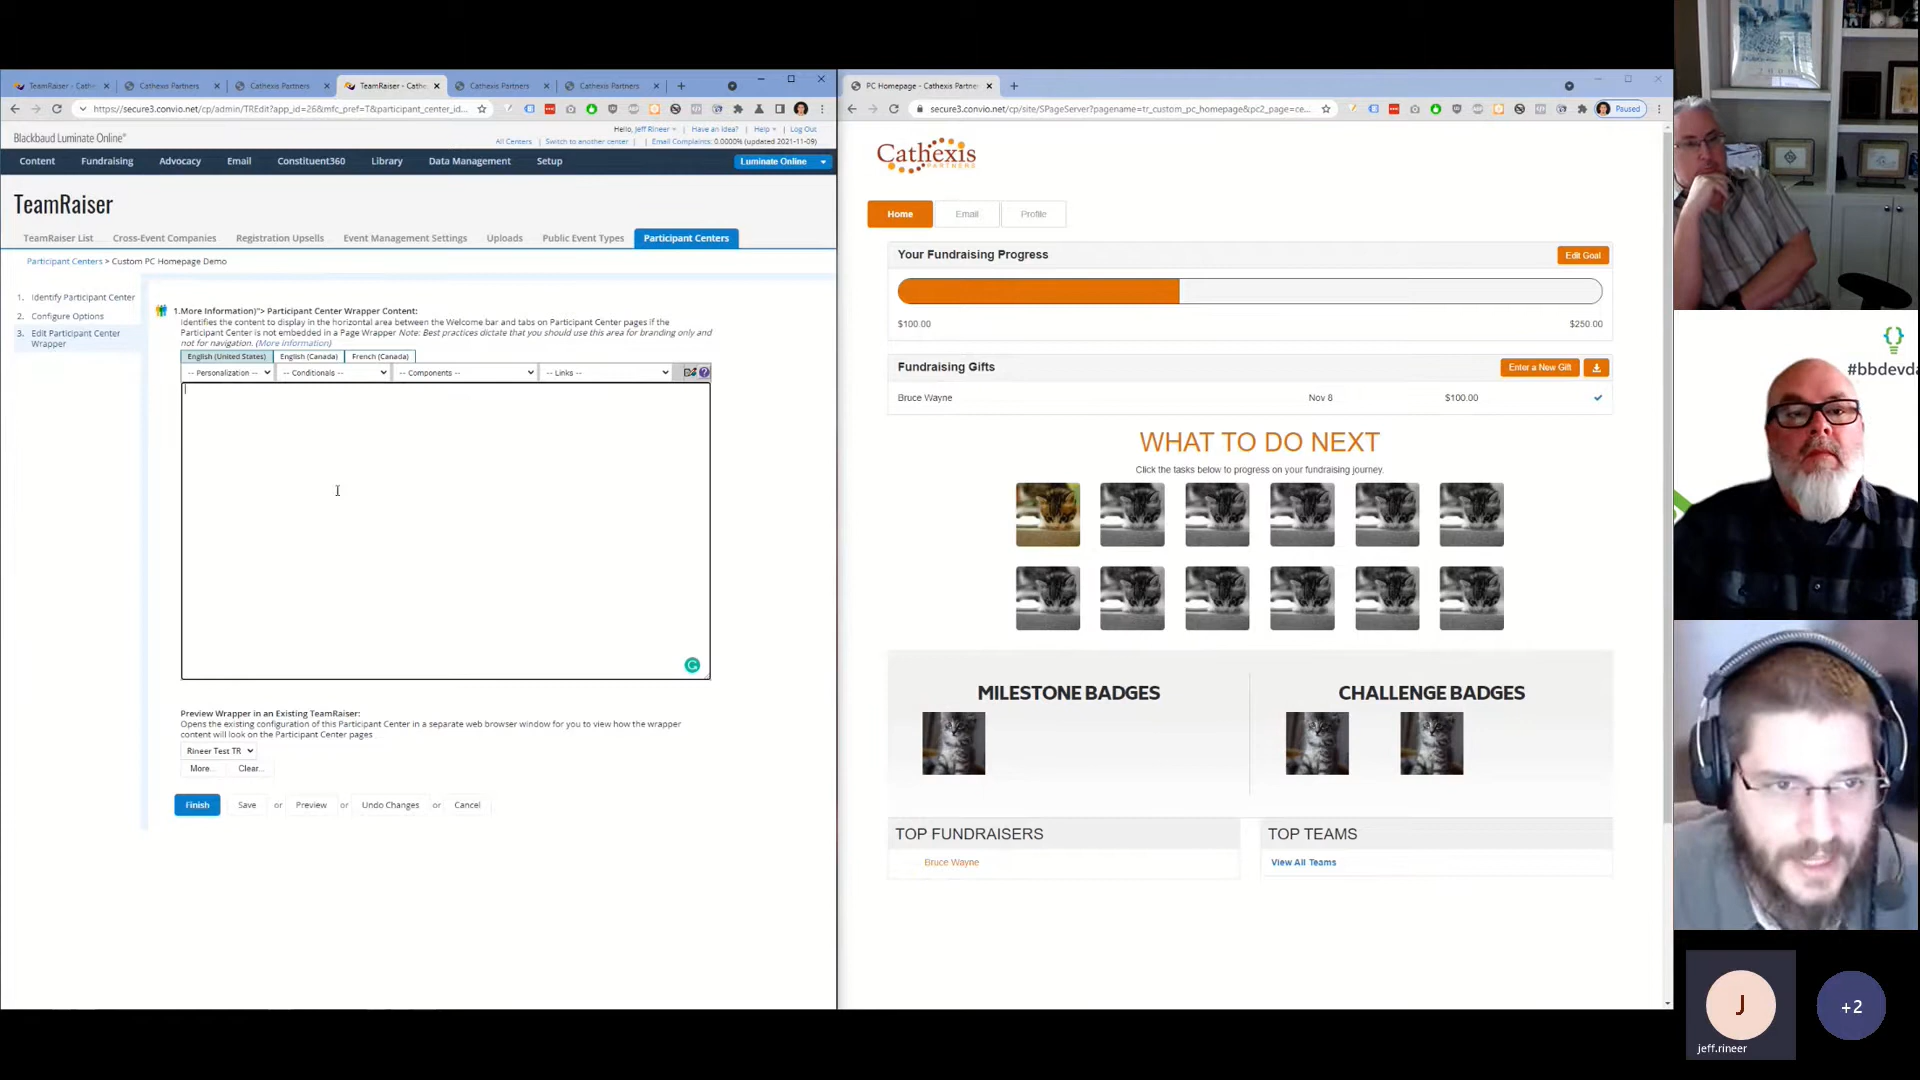 TeamRaiser - Cathe
Cathexis Partners
Cathexis Partners
TeamRaiser - Cathe
Cathexis Partners
Cathexis Partners
https://secure3.convio.net/cp/admin/TREdit?app_id=26&mfc_pref=T&participant_center_id...
Blackbaud Luminate Online®
Hello, Jeff Rineer
Have an idea?
Help
Log Out
All Centers
Switch to another center
Email Complaints: 0.0000% (updated 2021-11-09)
Content
Fundraising
Advocacy
Email
Constituent360
Library
Data Management
Setup
Luminate Online
TeamRaiser
TeamRaiser List
Cross-Event Companies
Registration Upsells
Event Management Settings
Uploads
Public Event Types
Participant Centers
Participant Centers > Custom PC Homepage Demo
1. Identify Participant Center
2. Configure Options
3. Edit Participant Center
Wrapper
1.More Information)"> Participant Center Wrapper Content:
Identifies the content to display in the horizontal area between the Welcome bar and tabs on Participant Center pages if the
Participant Center is not embedded in a Page Wrapper Note: Best practices dictate that you should use this area for branding only and
not for navigation. (More information)
English (United States)
English (Canada)
French (Canada)
-- Personalization --
-- Conditionals --
-- Components --
-- Links --
Preview Wrapper in an Existing TeamRaiser:
Opens the existing configuration of this Participant Center in a separate web browser window for you to view how the wrapper
content will look on the Participant Center pages
Rineer Test TR
More...
Clear...
Finish
Save
or
Preview
or
Undo Changes
or
Cancel
PC Homepage - Cathexis Partner
secure3.convio.net/cp/site/SPageServer?pagename=tr_custom_pc_homepage&pc2_page=ce...
Paused
Cathexis
PARTNERS
Home
Email
Profile
Your Fundraising Progress
Edit Goal
$100.00
$250.00
Fundraising Gifts
Enter a New Gift
Bruce Wayne
Nov 8
$100.00
WHAT TO DO NEXT
Click the tasks below to progress on your fundraising journey.
MILESTONE BADGES
CHALLENGE BADGES
TOP FUNDRAISERS
Bruce Wayne
TOP TEAMS
View All Teams
#bbdevda
J
jeff.rineer
+2